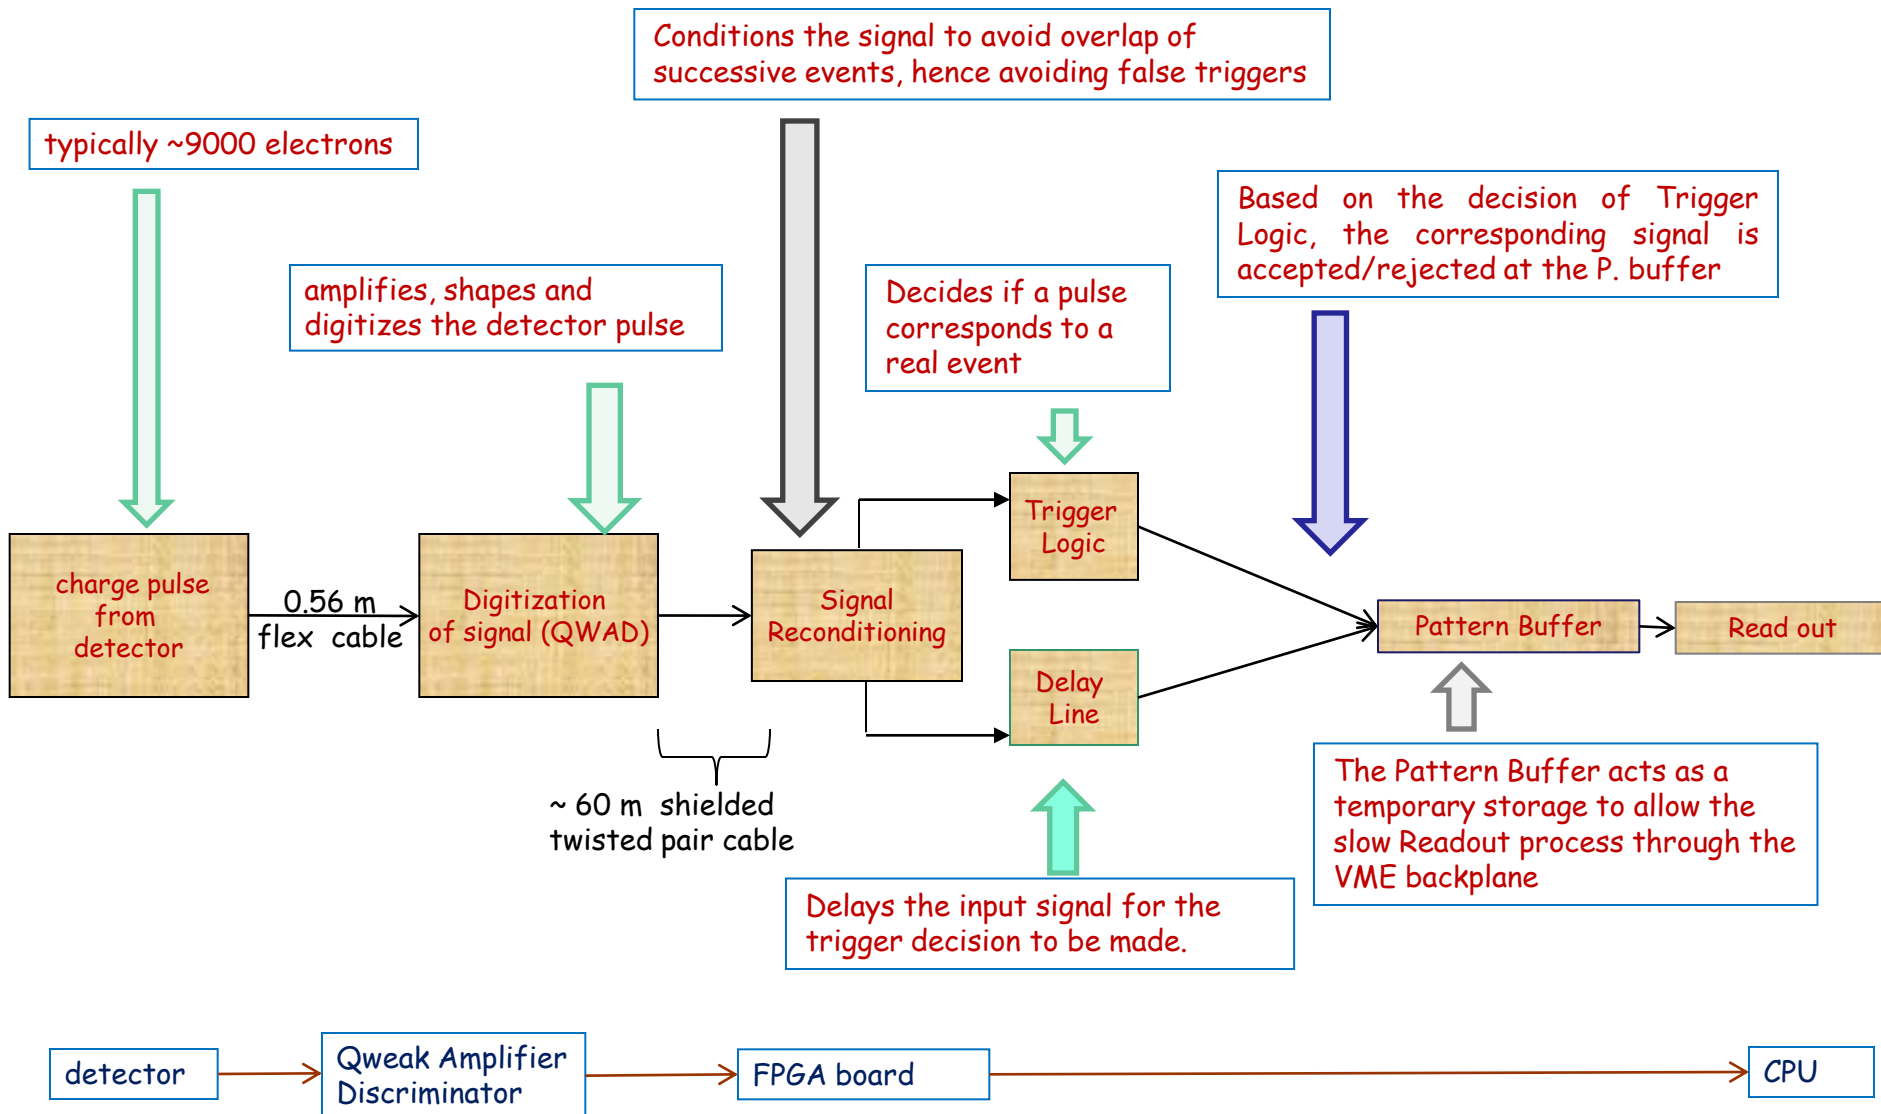 Conditions the signal to avoid overlap of
successive events, hence avoiding false triggers
typically ~9000 electrons
Based on the decision of Trigger
Logic, the corresponding signal is
accepted/rejected at the P. buffer
amplifies, shapes and
digitizes the detector pulse
Decides if a pulse
corresponds to a
real event
charge pulse
from
detector
0.56 m
flex cable
Digitization
of signal (QWAD)
Signal
Reconditioning
Trigger
Logic
Delay
Line
Pattern Buffer
Read out
~ 60 m shielded
twisted pair cable
The Pattern Buffer acts as a
temporary storage to allow the
slow Readout process through the
VME backplane
Delays the input signal for the
trigger decision to be made.
detector
Qweak Amplifier
Discriminator
FPGA board
CPU